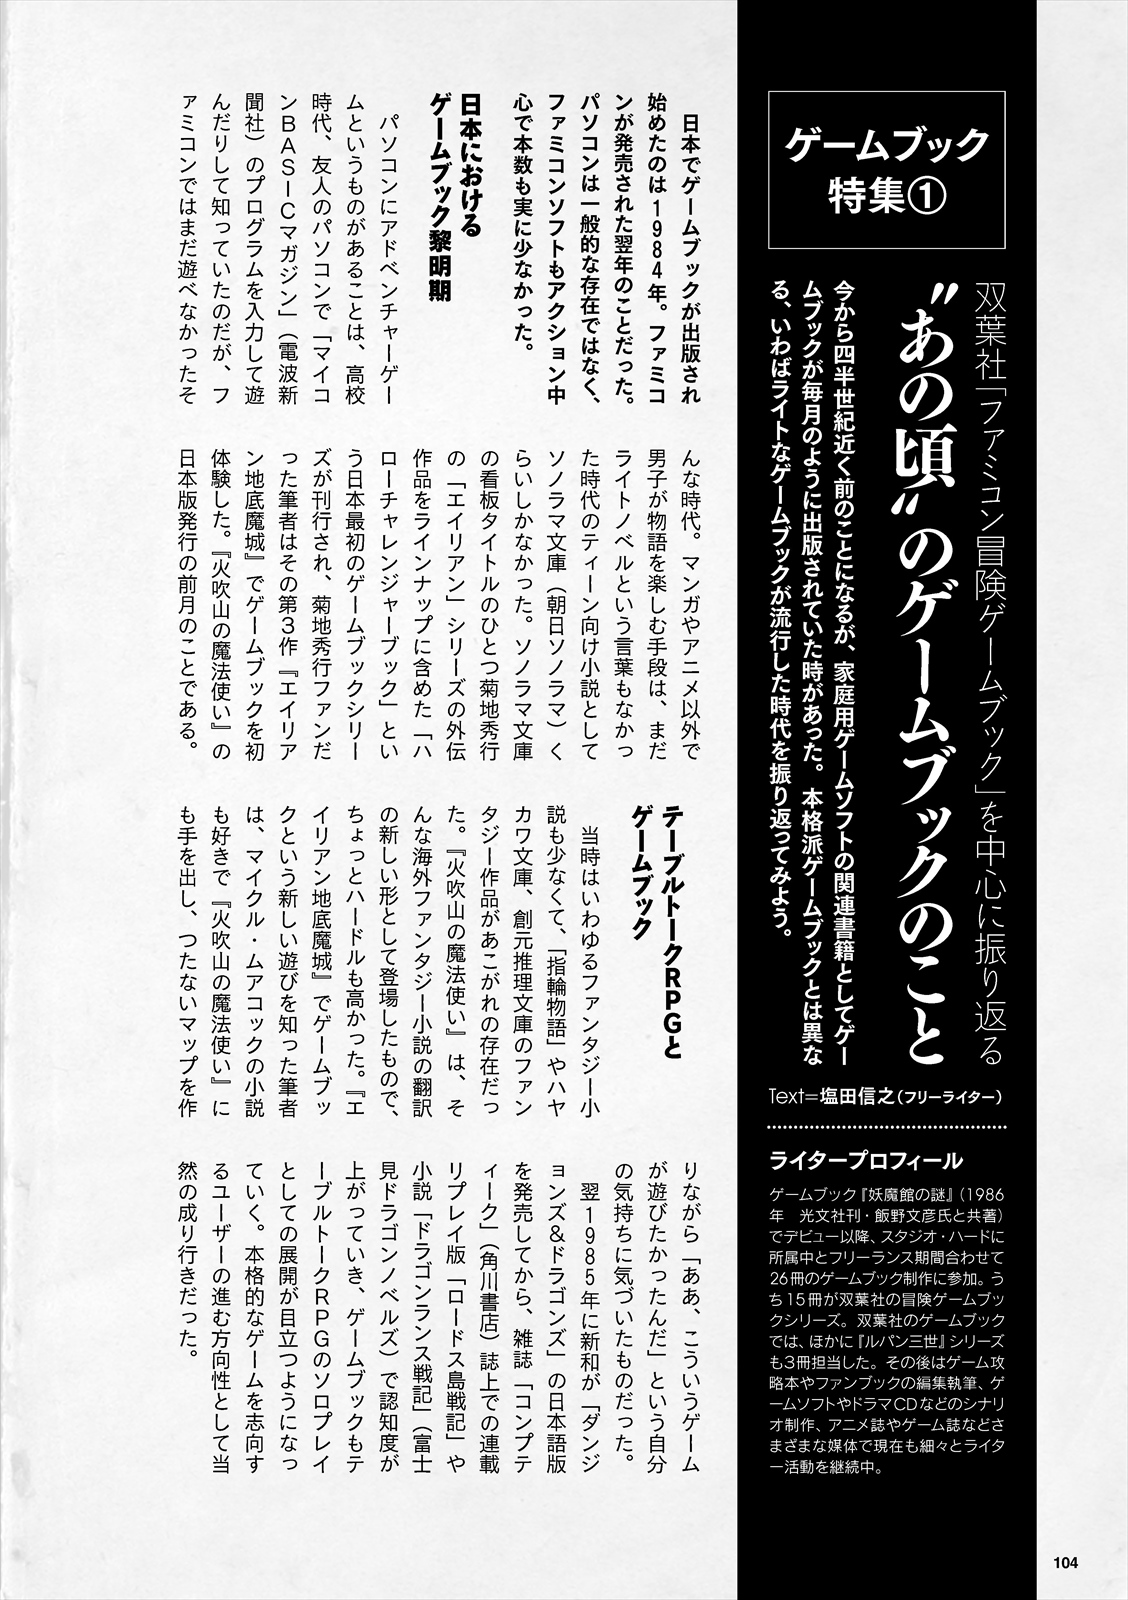 ゲームブック
特集①
双葉社「ファミコン冒険ゲームブック」を中心に振り返る
〝あの頃〟のゲームブックのこと
今から四半世紀近く前のことになるが、家庭用ゲームソフトの関連書籍としてゲー
ムブックが毎月のように出版されていた時があった。本格派ゲームブックとは異な
る、いわばライトなゲームブックが流行した時代を振り返ってみよう。
Text=塩田信之(フリーライター)
ライタープロフィール
ゲームブック『妖魔館の謎』(1986
年　光文社刊・飯野文彦氏と共著)
でデビュー以降、スタジオ・ハードに
所属中とフリーランス期間合わせて
26冊のゲームブック制作に参加。う
ち15冊が双葉社の冒険ゲームブッ
クシリーズ。双葉社のゲームブック
では、ほかに『ルパン三世』シリーズ
も3冊担当した。その後はゲーム攻
略本やファンブックの編集執筆、ゲ
ームソフトやドラマCDなどのシナリ
オ制作、アニメ誌やゲーム誌などさ
まざまな媒体で現在も細々とライタ
ー活動を継続中。
日本でゲームブックが出版され
始めたのは1984年。ファミコ
ンが発売された翌年のことだった。
パソコンは一般的な存在ではなく、
ファミコンソフトもアクション中
心で本数も実に少なかった。
日本における
ゲームブック黎明期
パソコンにアドベンチャーゲー
ムというものがあることは、高校
時代、友人のパソコンで「マイコ
ンBASICマガジン」(電波新
聞社)のプログラムを入力して遊
んだりして知っていたのだが、フ
ァミコンではまだ遊べなかったそ
んな時代。マンガやアニメ以外で
男子が物語を楽しむ手段は、まだ
ライトノベルという言葉もなかっ
た時代のティーン向け小説として
ソノラマ文庫(朝日ソノラマ)く
らいしかなかった。ソノラマ文庫
の看板タイトルのひとつ菊地秀行
の「エイリアン」シリーズの外伝
作品をラインナップに含めた「ハ
ローチャレンジャーブック」とい
う日本最初のゲームブックシリー
ズが刊行され、菊地秀行ファンだ
った筆者はその第3作『エイリア
ン地底魔城』でゲームブックを初
体験した。『火吹山の魔法使い』の
日本版発行の前月のことである。
テーブルトークRPGと
ゲームブック
当時はいわゆるファンタジー小
説も少なくて、「指輪物語」やハヤ
カワ文庫、創元推理文庫のファン
タジー作品があこがれの存在だっ
た。『火吹山の魔法使い』は、そ
んな海外ファンタジー小説の翻訳
の新しい形として登場したもので、
ちょっとハードルも高かった。『エ
イリアン地底魔城』でゲームブッ
クという新しい遊びを知った筆者
は、マイクル・ムアコックの小説
も好きで『火吹山の魔法使い』に
も手を出し、つたないマップを作
りながら「ああ、こういうゲーム
が遊びたかったんだ」という自分
の気持ちに気づいたものだった。
翌1985年に新和が「ダンジ
ョンズ&ドラゴンズ」の日本語版
を発売してから、雑誌「コンプテ
ィーク」(角川書店)誌上での連載
リプレイ版「ロードス島戦記」や
小説「ドラゴンランス戦記」(富士
見ドラゴンノベルズ)で認知度が
上がっていき、ゲームブックもテ
ーブルトークRPGのソロプレイ
としての展開が目立つようになっ
ていく。本格的なゲームを志向す
るユーザーの進む方向性として当
然の成り行きだった。
104